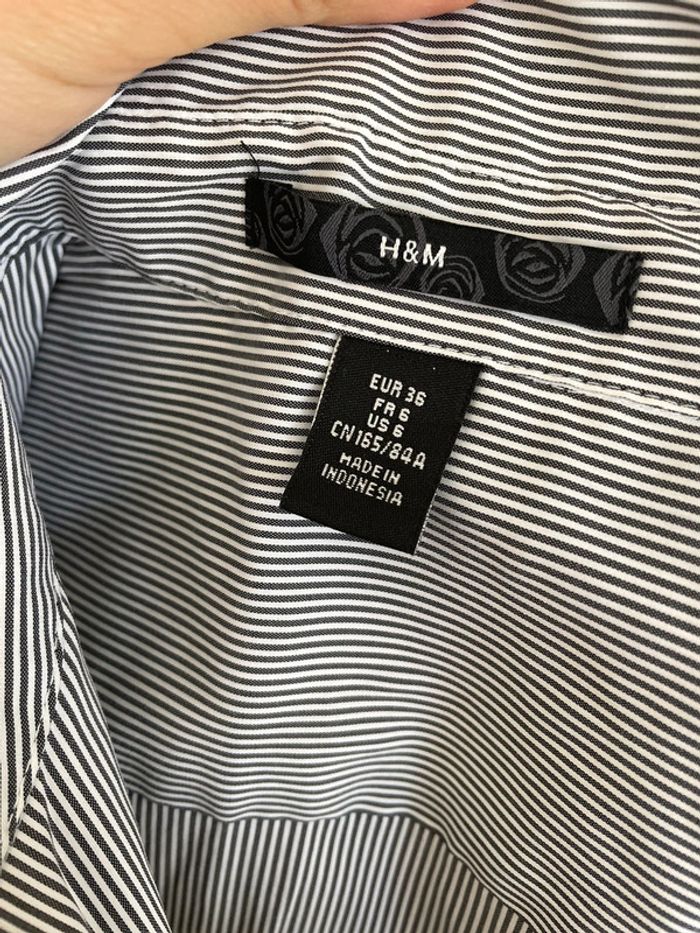 H&M
EUR 36
FR 6
US 6
CN 165/84A
MADE IN
INDONESIA